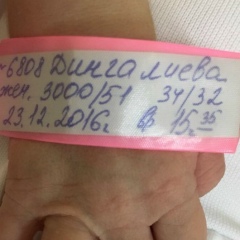 ~6808 Дингалиева
жен. 3000/51 34/32
23.12.2016г. в 15.35